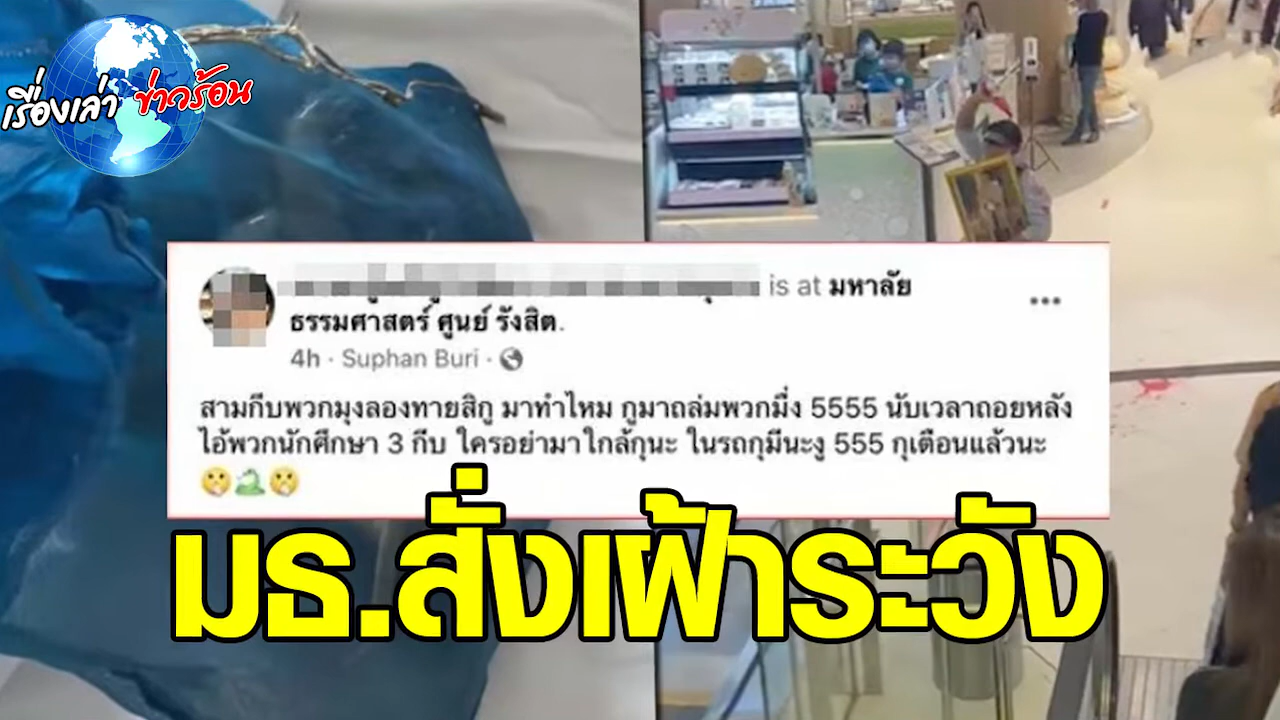 เรื่องเล่า ข่าวร้อน
is at มหาลัย
ธรรมศาสตร์ ศูนย์ รังสิต.
4h · Suphan Buri ·
สามกีบพวกมุงลองทายสิกู มาทำไหม กูมาถล่มพวกมึ่ง 5555 นับเวลาถอยหลัง
ไอ้พวกนักศึกษา 3 กีบ ใครอย่ามาใกล้กุนะ ในรถกุมีนะงู 555 กุเตือนแล้วนะ
มธ.สั่งเฝ้าระวัง